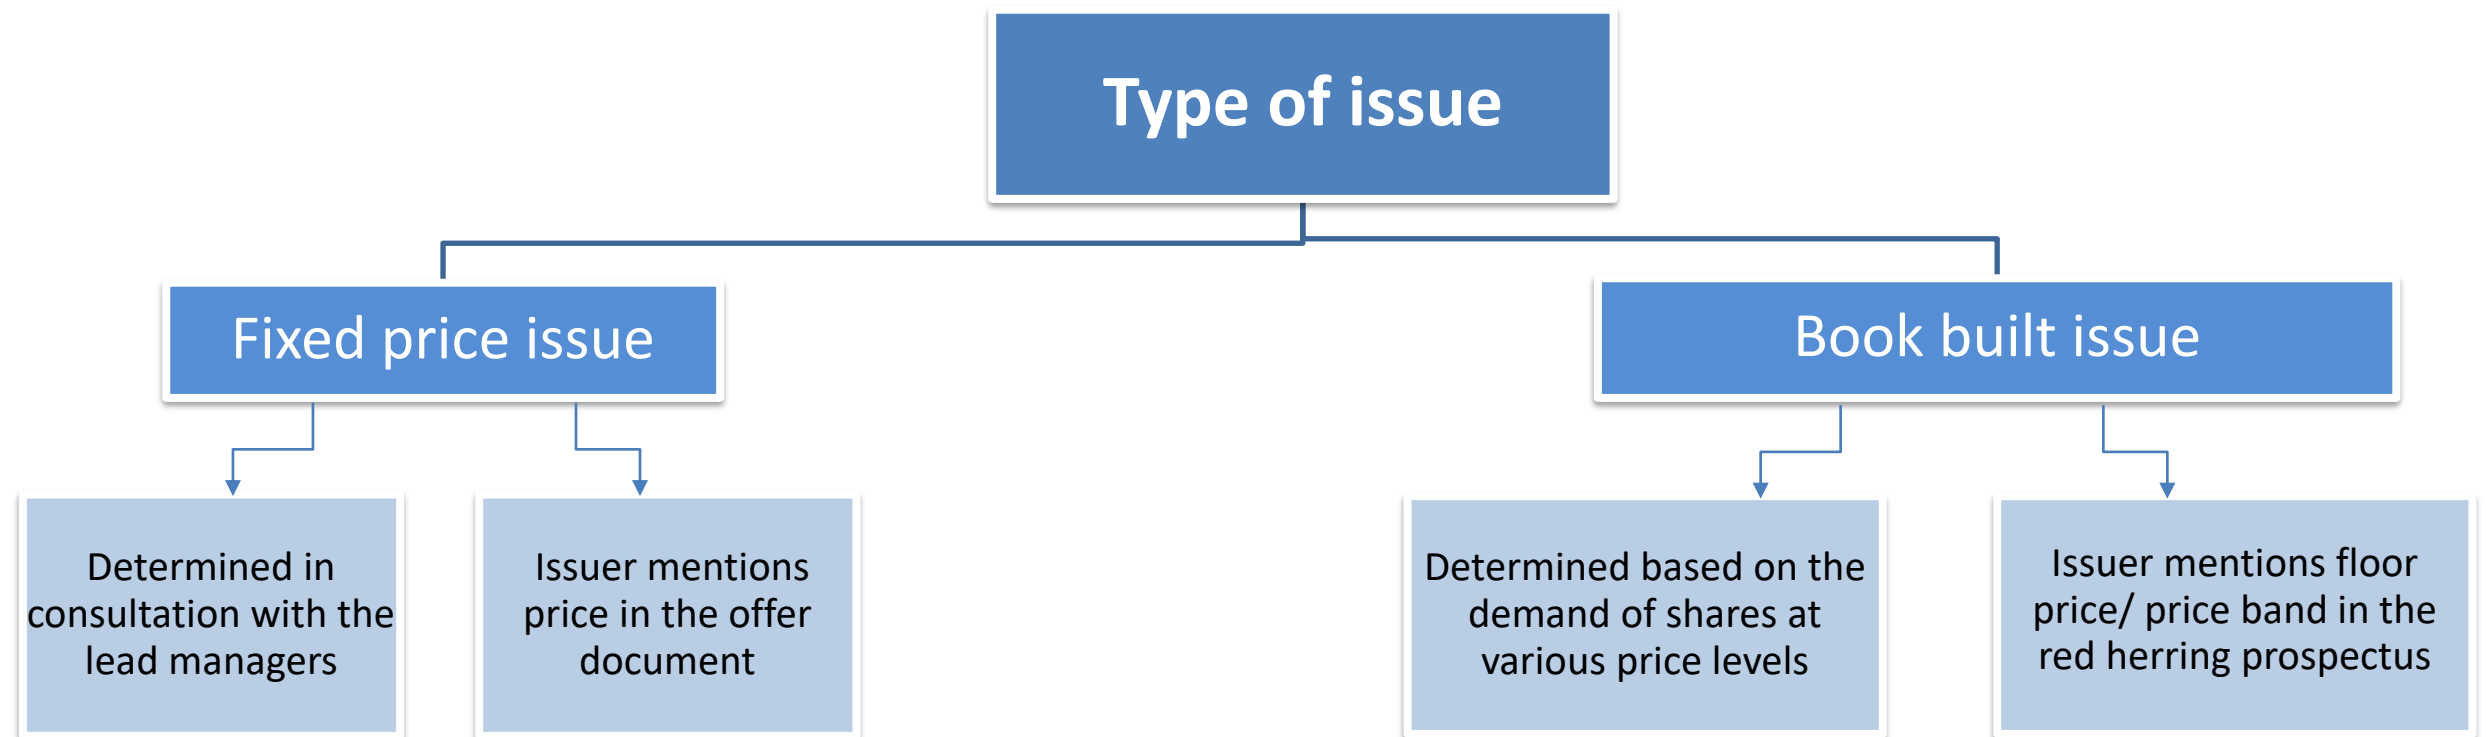 Type of issue
Fixed price issue
Book built issue
Determined in
consultation with the
lead managers
Issuer mentions
price in the offer
document
Determined based on the
demand of shares at
various price levels
Issuer mentions floor
price/ price band in the
red herring prospectus